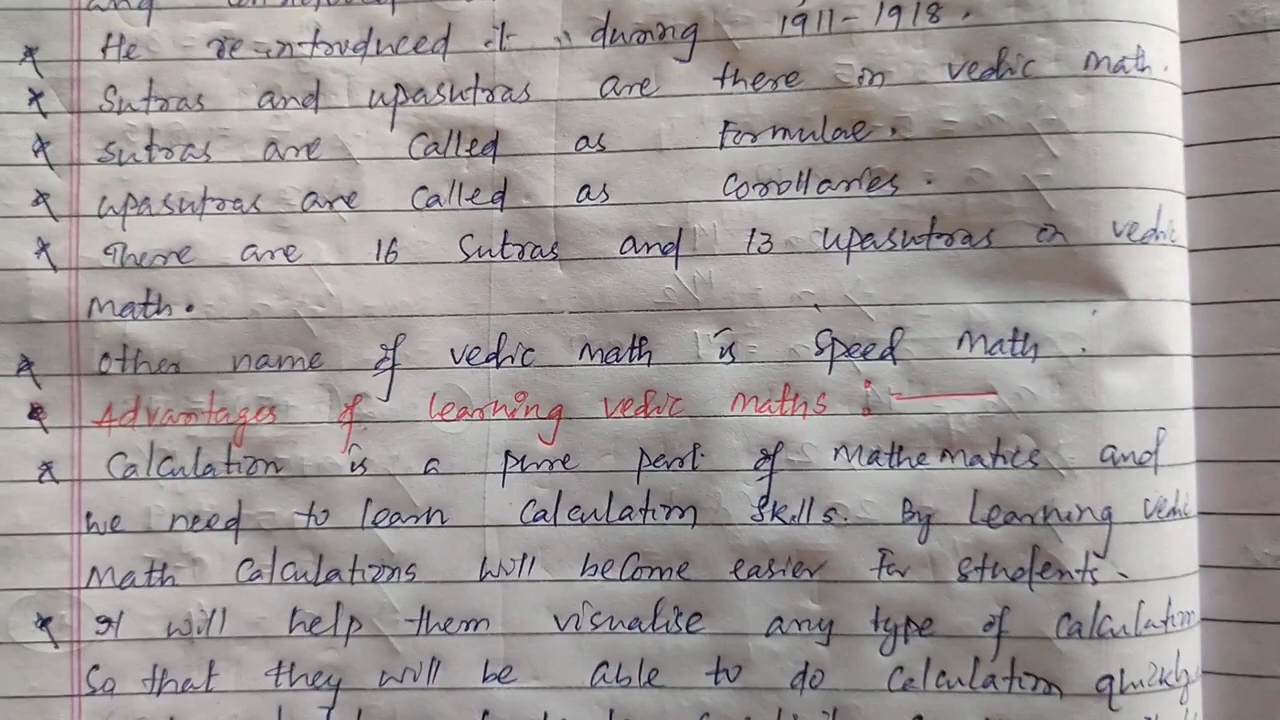 * He re-introduced it during 1911-1918.
* Sutras and upasutras are there in vedic math.
* Sutras are called as Formulae.
* upasutras are called as Corollaries.
* There are 16 Sutras and 13 upasutras in vedic
Math.
* Other name of vedic math is Speed Math.
* Advantages of learning vedic maths :-
* Calculation is a pure part of Mathematics and
we need to learn Calculation Skills. By Learning vedic
Math Calculations will become easier for students.
* It will help them visualise any type of Calculation
So that they will be able to do Calculation quickly